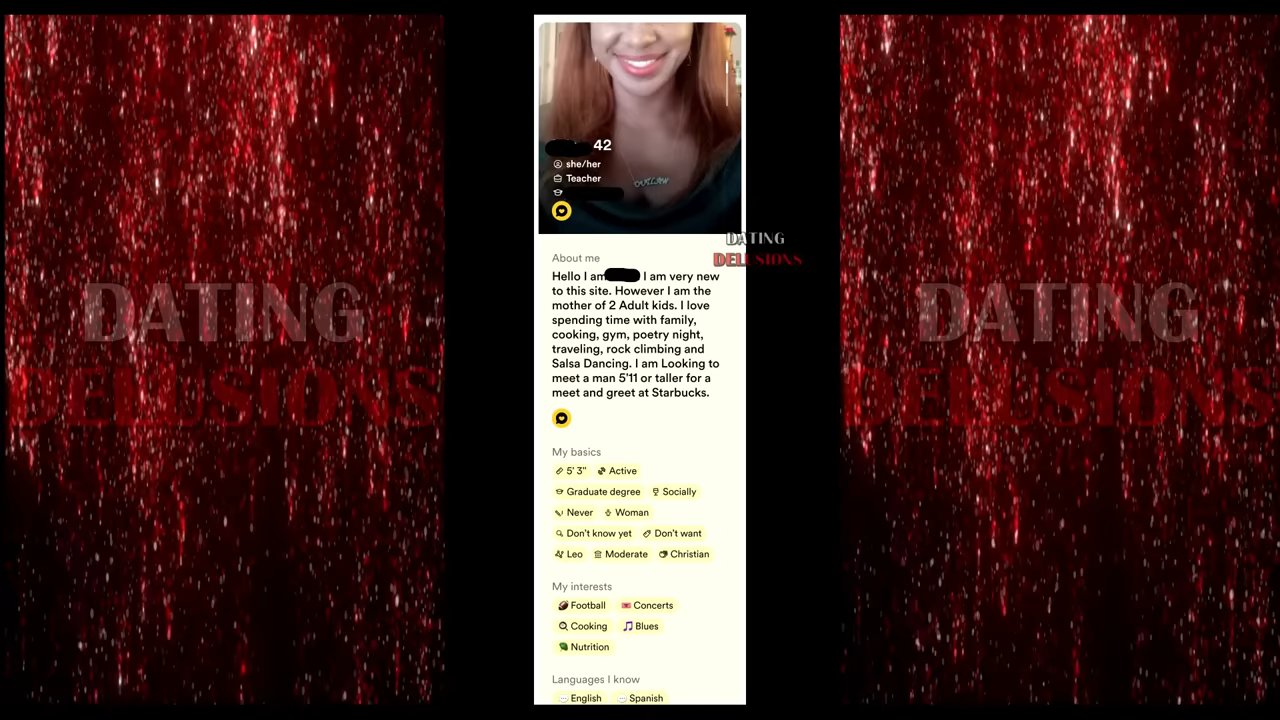 42
she/her
Teacher
DATING
DELUSIONS
About me
Hello I am I am very new
to this site. However I am the
mother of 2 Adult kids. I love
spending time with family,
cooking, gym, poetry night,
traveling, rock climbing and
Salsa Dancing. I am Looking to
meet a man 5'11 or taller for a
meet and greet at Starbucks.
My basics
5' 3" Active
Graduate degree Socially
Never Woman
Don't know yet Don't want
Leo Moderate Christian
My interests
Football Concerts
Cooking Blues
Nutrition
Languages I know
English Spanish
DATING
DELUSIONS
DATING
DELUSIONS